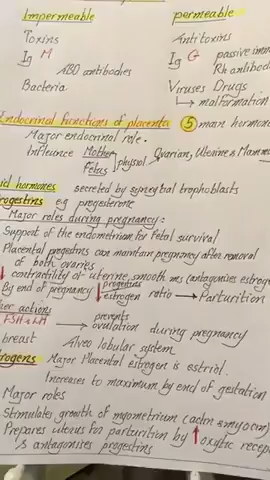 Impermeable permeable
Toxins Antitoxins
Ig M Ig G passive imm
ABO antibodies Rh antibod
Bacteria Viruses Drugs
→ malformation
Endocrinal functions of placenta 5 main hormone
Major endocrinal role.
Influence Mother physiol Ovarian, Uterine & Mamm
Fetus
oid hormones secreted by syncytial trophoblasts
rogestins eg progesterone
Major roles during pregnancy:
Support of the endometrium, for Fetal survival
Placental progestins can maintain pregnancy after removal
of both ovaries
↓ contractility of uterine, smooth ms (antagonises estroge
By end of pregnancy ↓ progestins
estrogen ratio → Parturition
her actions
FSH & LH → prevents
ovulation during pregnancy
breast Alveo lobular system
rogens Major Placental estrogen is estriol.
Increases to maximum by end of gestation
Major roles
Stimulates growth of myometrium (actin & myocin)
Prepares uterus for parturition by ↑ oxytic recep
& antagonises progestins